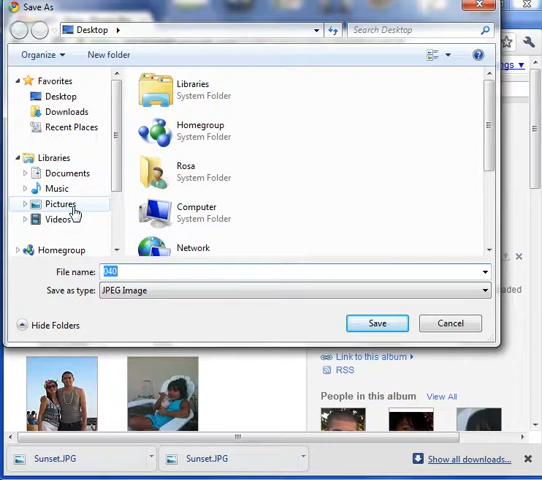 Save As
Desktop
Search Desktop
Organize
New folder
Favorites
Desktop
Downloads
Recent Places
Libraries
Documents
Music
Pictures
Videos
Homegroup
Libraries
System Folder
Homegroup
System Folder
Rosa
System Folder
Computer
System Folder
Network
File name: 040
Save as type: JPEG Image
Hide Folders
Save
Cancel
Link to this album
RSS
People in this album View All
Sunset.JPG
Sunset.JPG
Show all downloads...